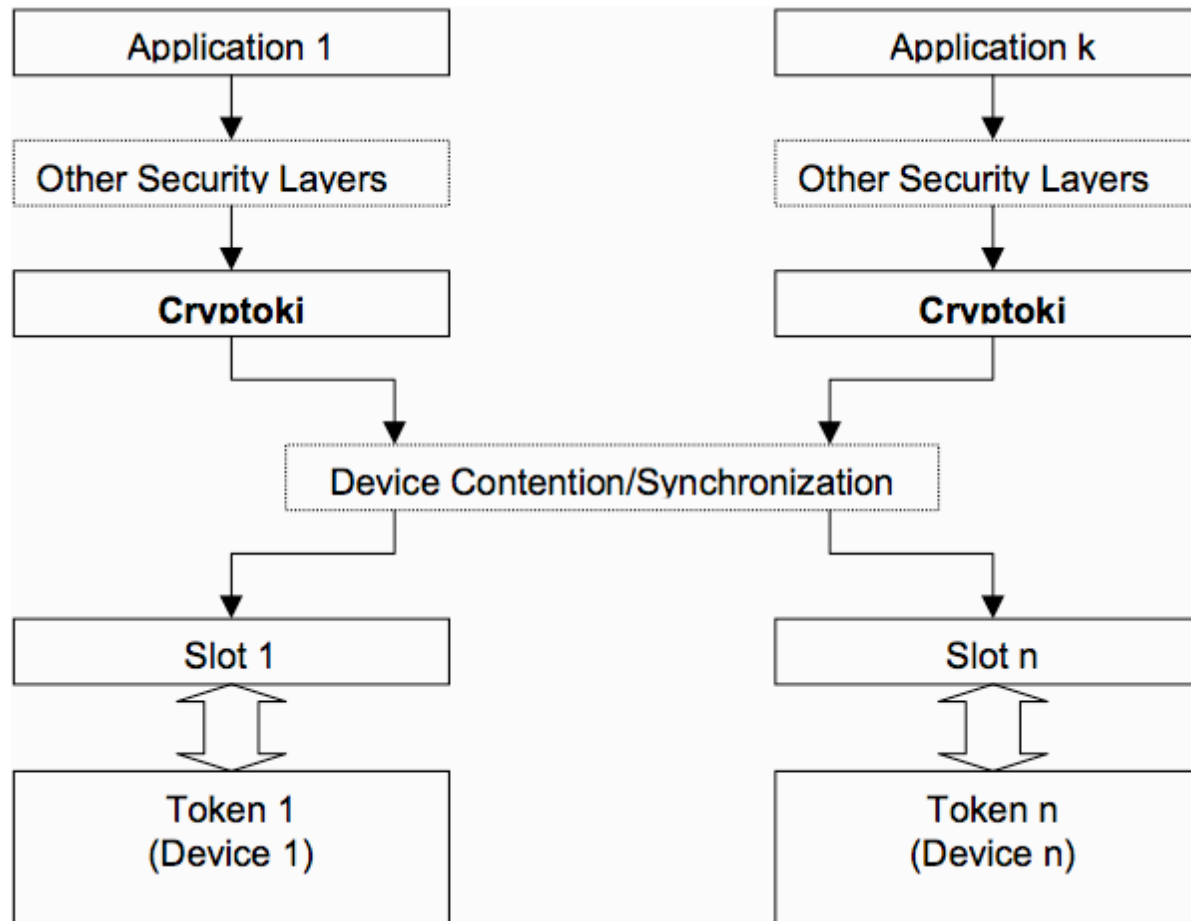 Application 1
Application k
Other Security Layers
Other Security Layers
Cryptoki
Cryptoki
Device Contention/Synchronization
Slot 1
Slot n
Token 1
(Device 1)
Token n
(Device n)